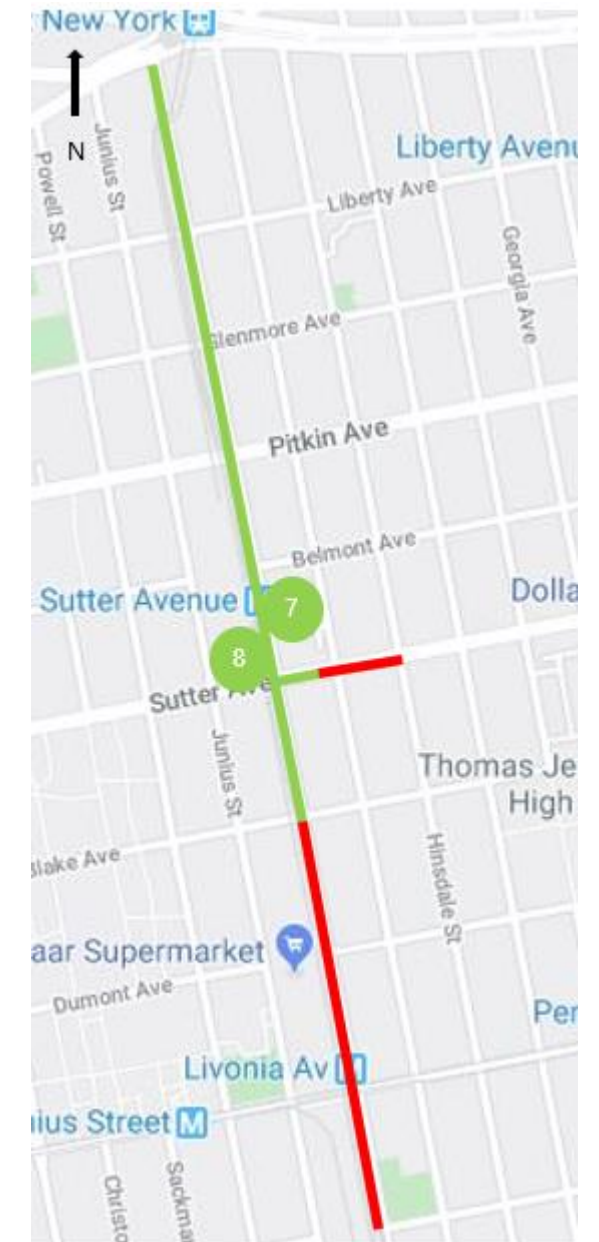 New York
N
Junius St
Powell St
Liberty Avenu
Liberty Ave
Georgia Ave
Glenmore Ave
Pitkin Ave
Belmont Ave
Sutter Avenue
7
Dolla
8
Sutter Ave
Junius St
Thomas Je
High
Blake Ave
Hinsdale St
aar Supermarket
Dumont Ave
Per
Livonia Av
nius Street M
Sackma
Christo